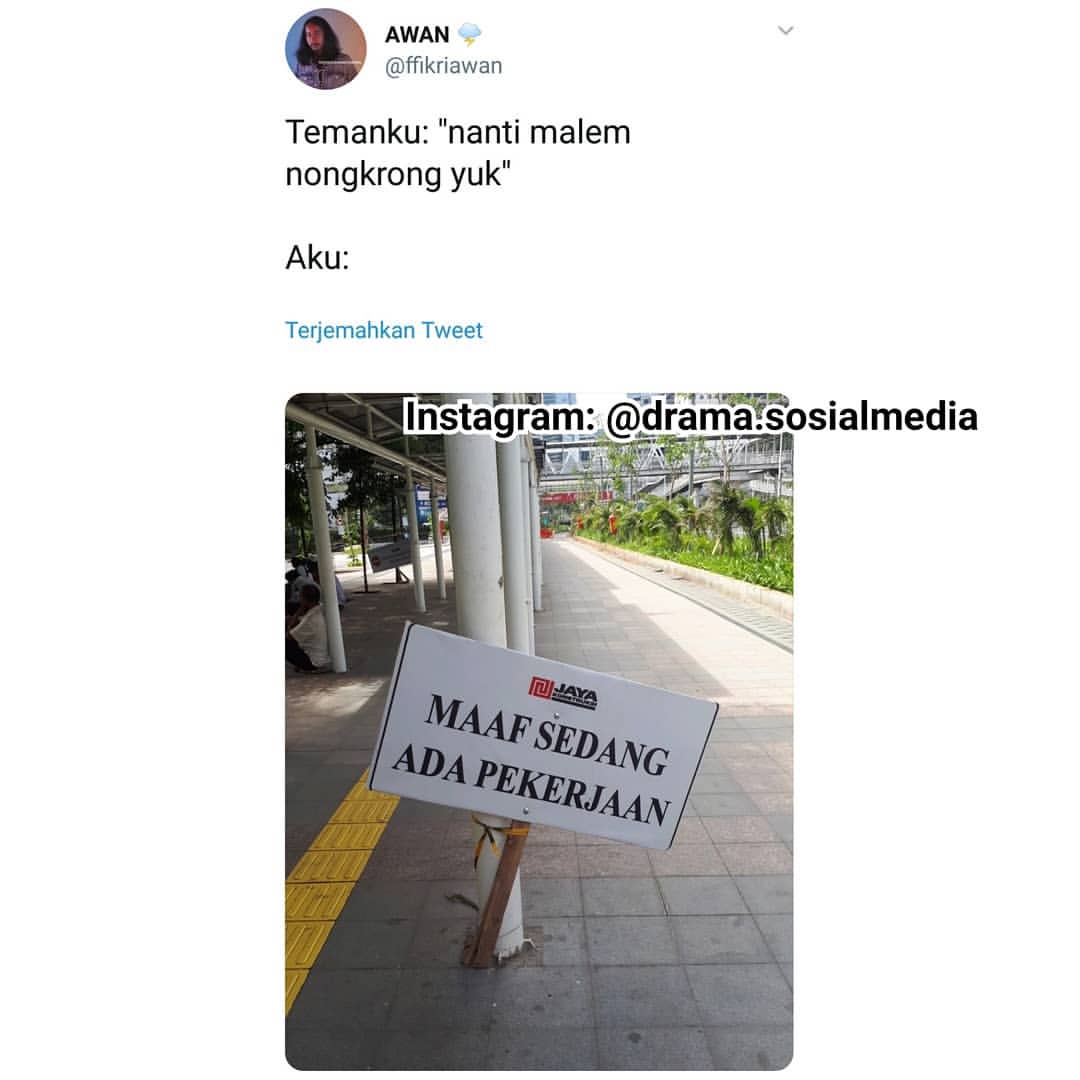 AWAN
@ffikriawan
Temanku: "nanti malem
nongkrong yuk"
Aku:
Terjemahkan Tweet
Instagram: @drama.sosialmedia
JAYA
MAAF SEDANG
ADA PEKERJAAN